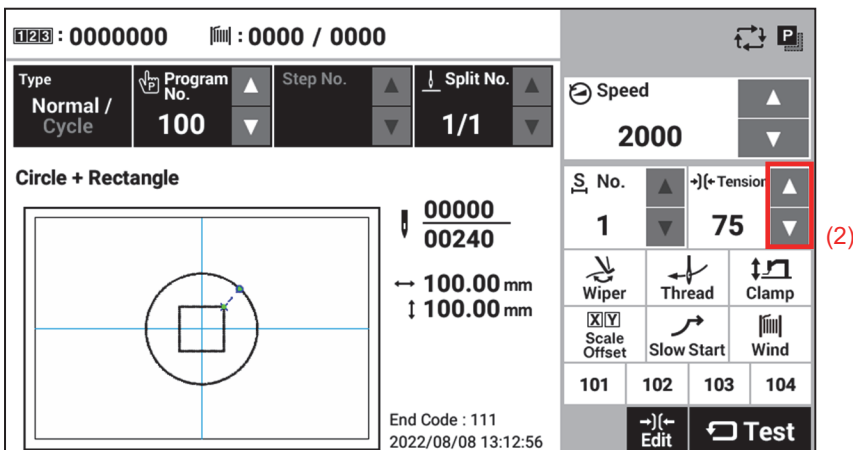 123 : 0000000 : 0000 / 0000
P
Type
Normal /
Cycle
P Program No.
100
Step No.
Split No.
1/1
Speed
2000
Circle + Rectangle
00000
00240
↔ 100.00 mm
↕ 100.00 mm
End Code : 111
2022/08/08 13:12:56
S No.
1
Tension
75
(2)
Wiper
Thread
Clamp
XY
Scale
Offset
Slow Start
Wind
101 102 103 104
Edit
Test